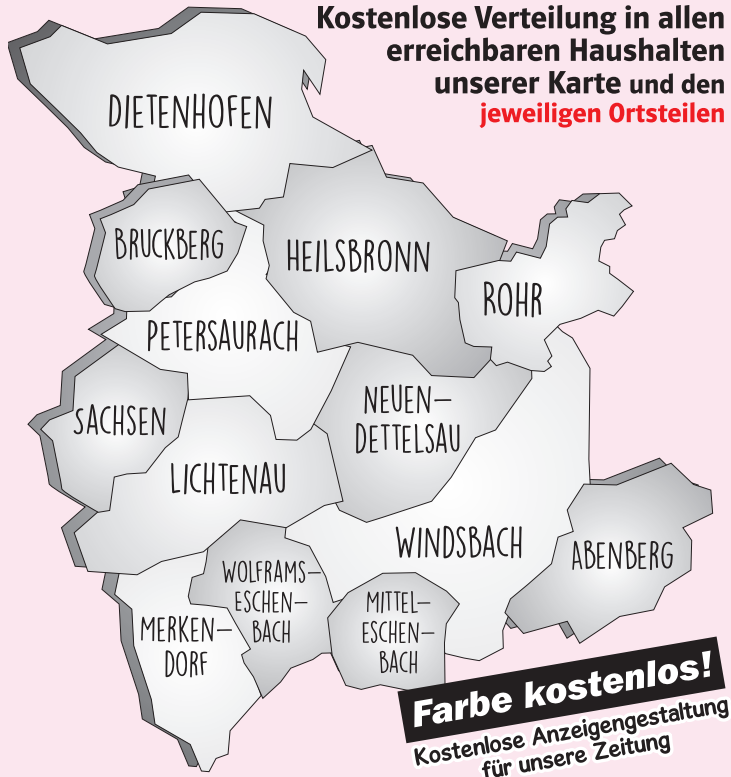 Kostenlose Verteilung in allen
erreichbaren Haushalten
unserer Karte und den
jeweiligen Ortsteilen
DIETENHOFEN
BRUCKBERG
HEILSBRONN
ROHR
PETERSAURACH
SACHSEN
NEUEN–
DETTELSAU
LICHTENAU
WINDSBACH
ABENBERG
WOLFRAMS–
ESCHEN–
BACH
MITTEL–
ESCHEN–
BACH
MERKEN–
DORF
Farbe kostenlos!
Kostenlose Anzeigengestaltung
für unsere Zeitung